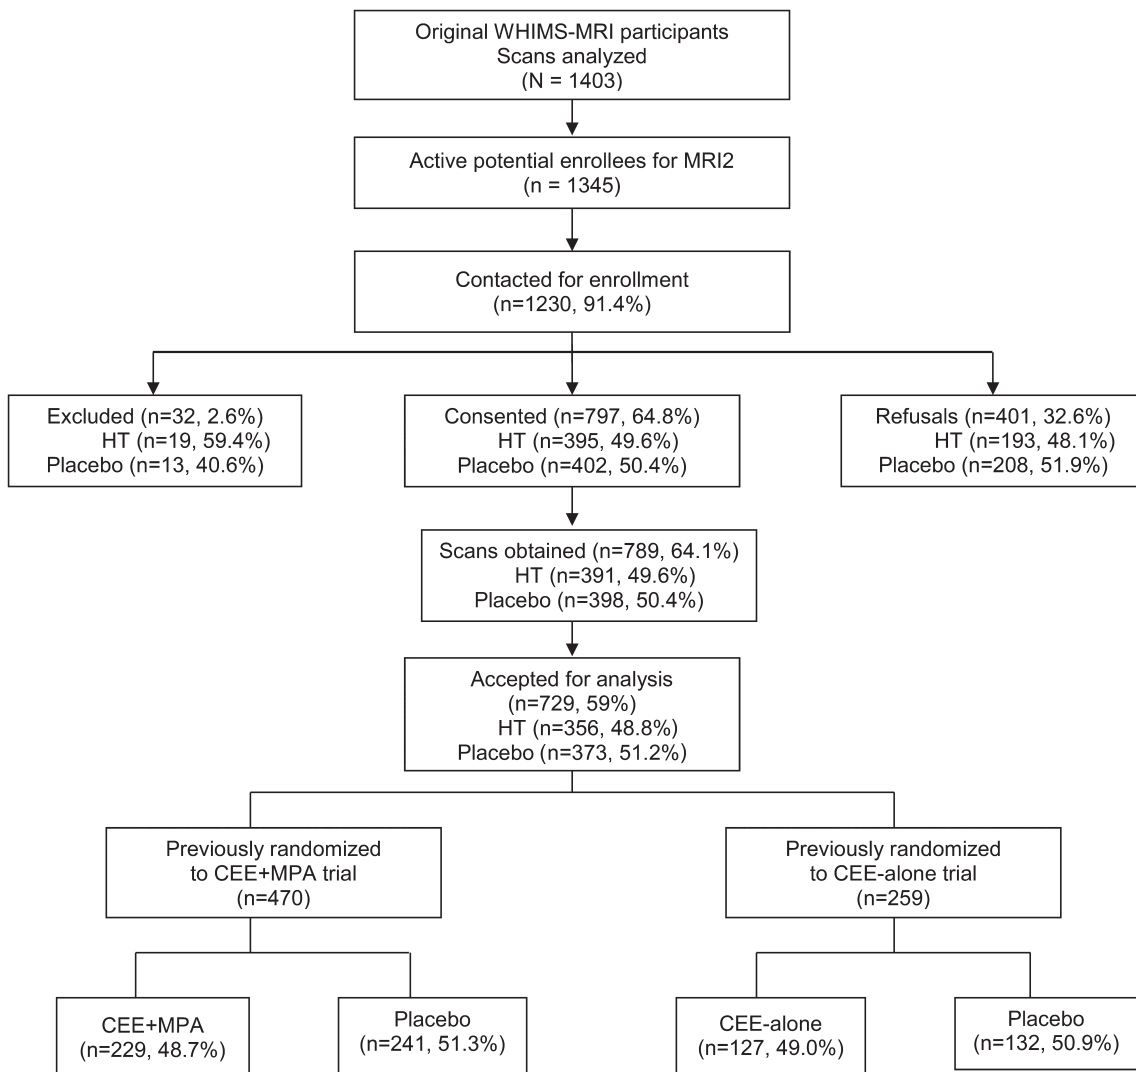 Original WHIMS-MRI participants
Scans analyzed
(N = 1403)
Active potential enrollees for MRI2
(n = 1345)
Contacted for enrollment
(n=1230, 91.4%)
Excluded (n=32, 2.6%)
HT (n=19, 59.4%)
Placebo (n=13, 40.6%)
Consented (n=797, 64.8%)
HT (n=395, 49.6%)
Placebo (n=402, 50.4%)
Refusals (n=401, 32.6%)
HT (n=193, 48.1%)
Placebo (n=208, 51.9%)
Scans obtained (n=789, 64.1%)
HT (n=391, 49.6%)
Placebo (n=398, 50.4%)
Accepted for analysis
(n=729, 59%)
HT (n=356, 48.8%)
Placebo (n=373, 51.2%)
Previously randomized
to CEE+MPA trial
(n=470)
Previously randomized
to CEE-alone trial
(n=259)
CEE+MPA
(n=229, 48.7%)
Placebo
(n=241, 51.3%)
CEE-alone
(n=127, 49.0%)
Placebo
(n=132, 50.9%)